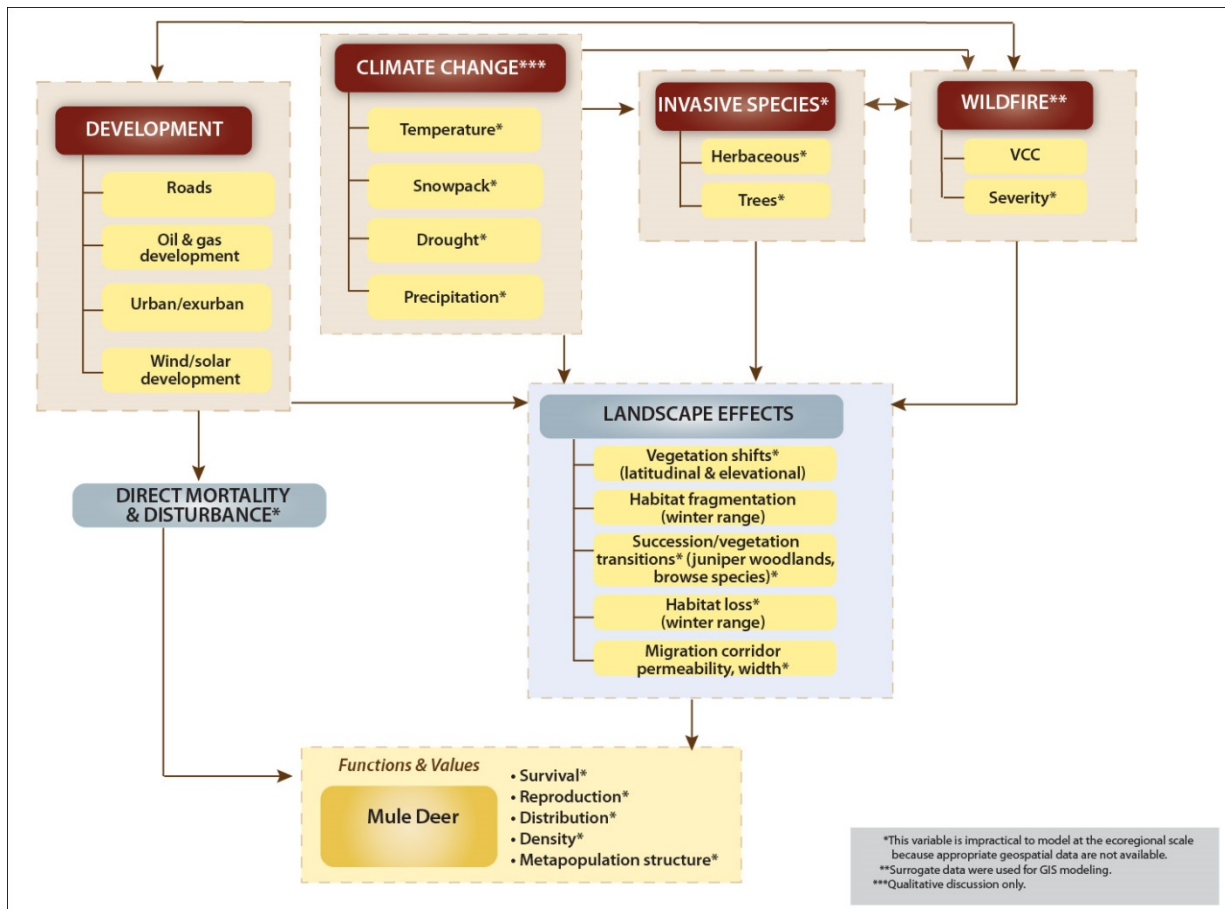 DEVELOPMENT
Roads
Oil & gas
development
Urban/exurban
Wind/solar
development
CLIMATE CHANGE***
Temperature*
Snowpack*
Drought*
Precipitation*
INVASIVE SPECIES*
Herbaceous*
Trees*
WILDFIRE**
VCC
Severity*
LANDSCAPE EFFECTS
Vegetation shifts*
(latitudinal & elevational)
Habitat fragmentation
(winter range)
Succession/vegetation
transitions* (juniper woodlands,
browse species)*
Habitat loss*
(winter range)
Migration corridor
permeability, width*
DIRECT MORTALITY
& DISTURBANCE*
Functions & Values
Mule Deer
• Survival*
• Reproduction*
• Distribution*
• Density*
• Metapopulation structure*
*This variable is impractical to model at the ecoregional scale
because appropriate geospatial data are not available.
**Surrogate data were used for GIS modeling.
***Qualitative discussion only.